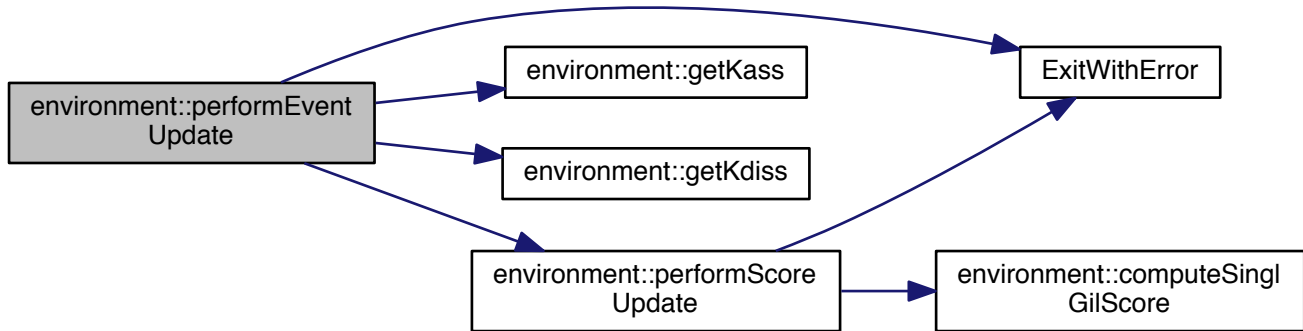 environment::performEvent
Update
environment::getKass
environment::getKdiss
environment::performScore
Update
ExitWithError
environment::computeSingl
GilScore